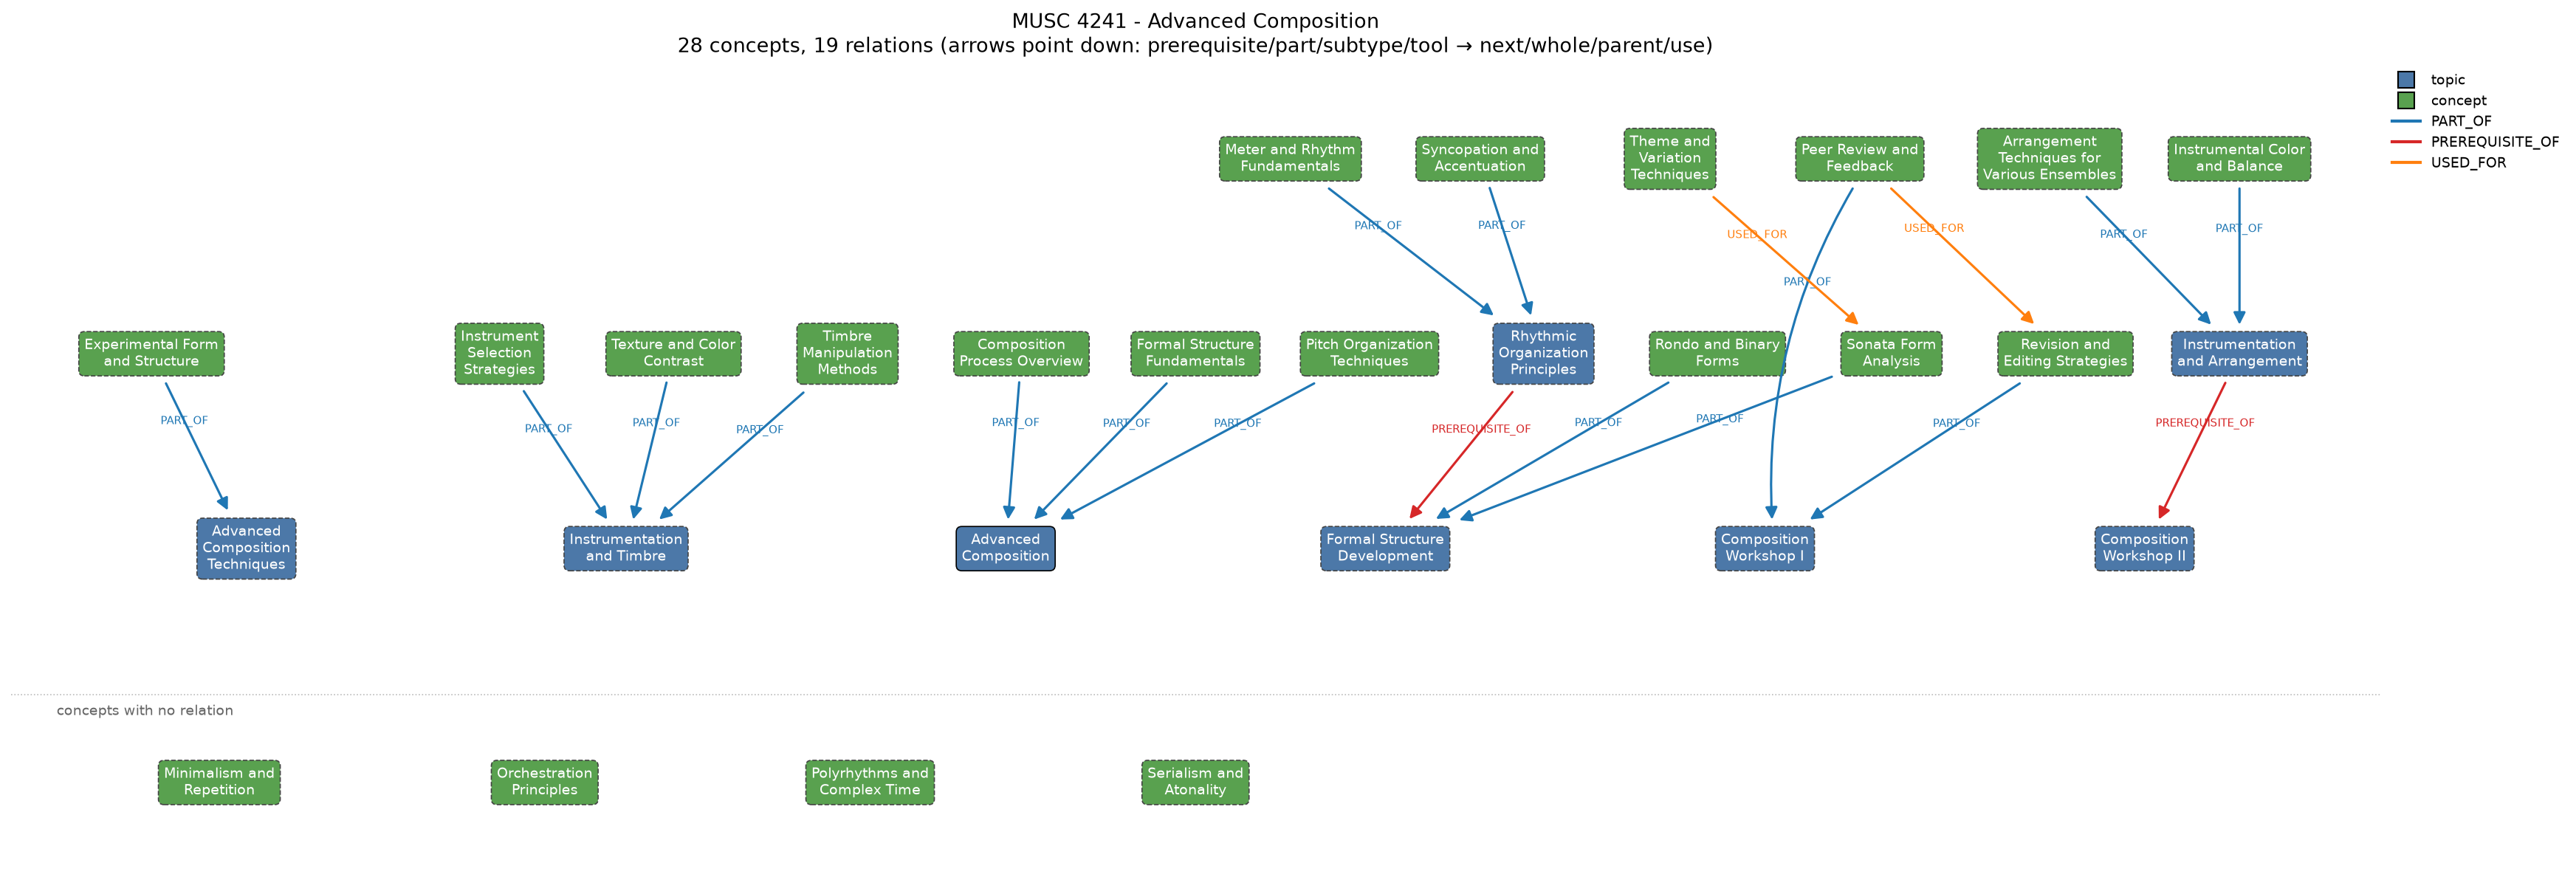 MUSC 4241 - Advanced Composition
28 concepts, 19 relations (arrows point down: prerequisite/part/subtype/tool → next/whole/parent/use)
topic
concept
PART_OF
PREREQUISITE_OF
USED_FOR
Meter and Rhythm
Fundamentals
Syncopation and
Accentuation
Theme and
Variation
Techniques
Peer Review and
Feedback
Arrangement
Techniques for
Various Ensembles
Instrumental Color
and Balance
PART_OF
PART_OF
USED_FOR
USED_FOR
PART_OF
PART_OF
PART_OF
Experimental Form
and Structure
Instrument
Selection
Strategies
Texture and Color
Contrast
Timbre
Manipulation
Methods
Composition
Process Overview
Formal Structure
Fundamentals
Pitch Organization
Techniques
Rhythmic
Organization
Principles
Rondo and Binary
Forms
Sonata Form
Analysis
Revision and
Editing Strategies
Instrumentation
and Arrangement
PART_OF
PART_OF
PART_OF
PART_OF
PART_OF
PART_OF
PART_OF
PREREQUISITE_OF
PART_OF
PART_OF
PART_OF
PREREQUISITE_OF
Advanced
Composition
Techniques
Instrumentation
and Timbre
Advanced
Composition
Formal Structure
Development
Composition
Workshop I
Composition
Workshop II
concepts with no relation
Minimalism and
Repetition
Orchestration
Principles
Polyrhythms and
Complex Time
Serialism and
Atonality